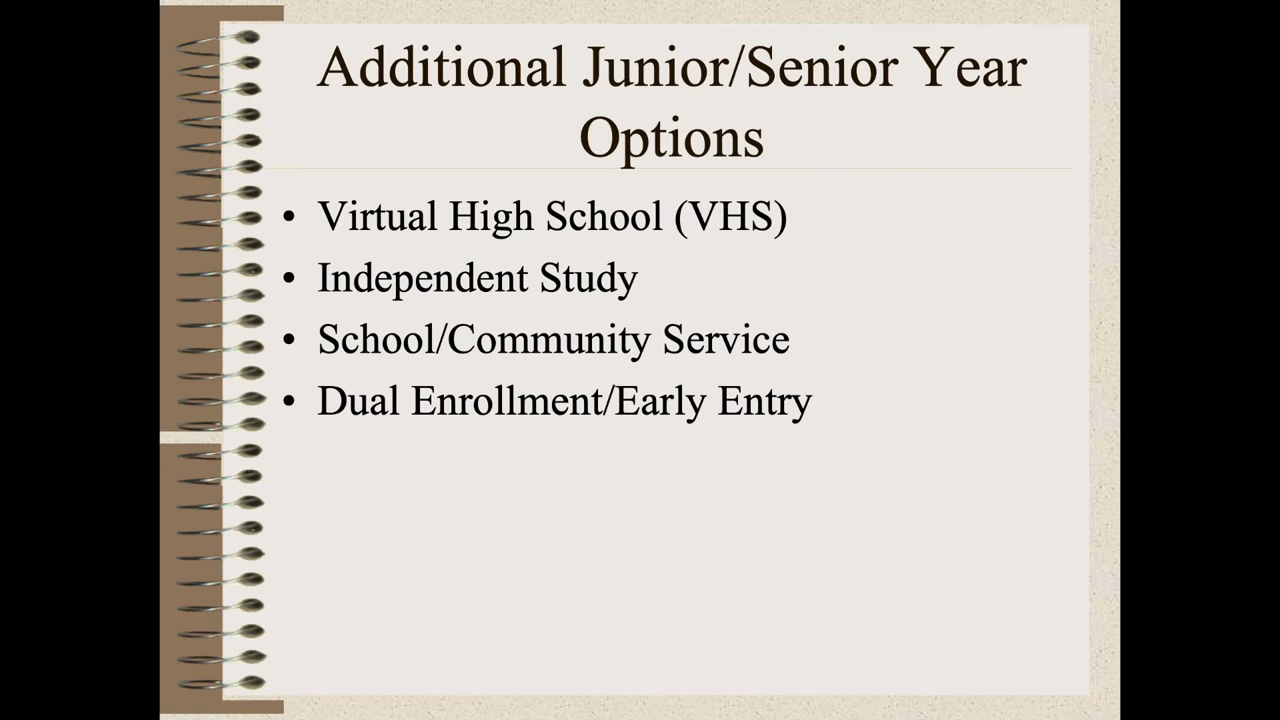 Additional Junior/Senior Year
Options
• Virtual High School (VHS)
• Independent Study
• School/Community Service
• Dual Enrollment/Early Entry